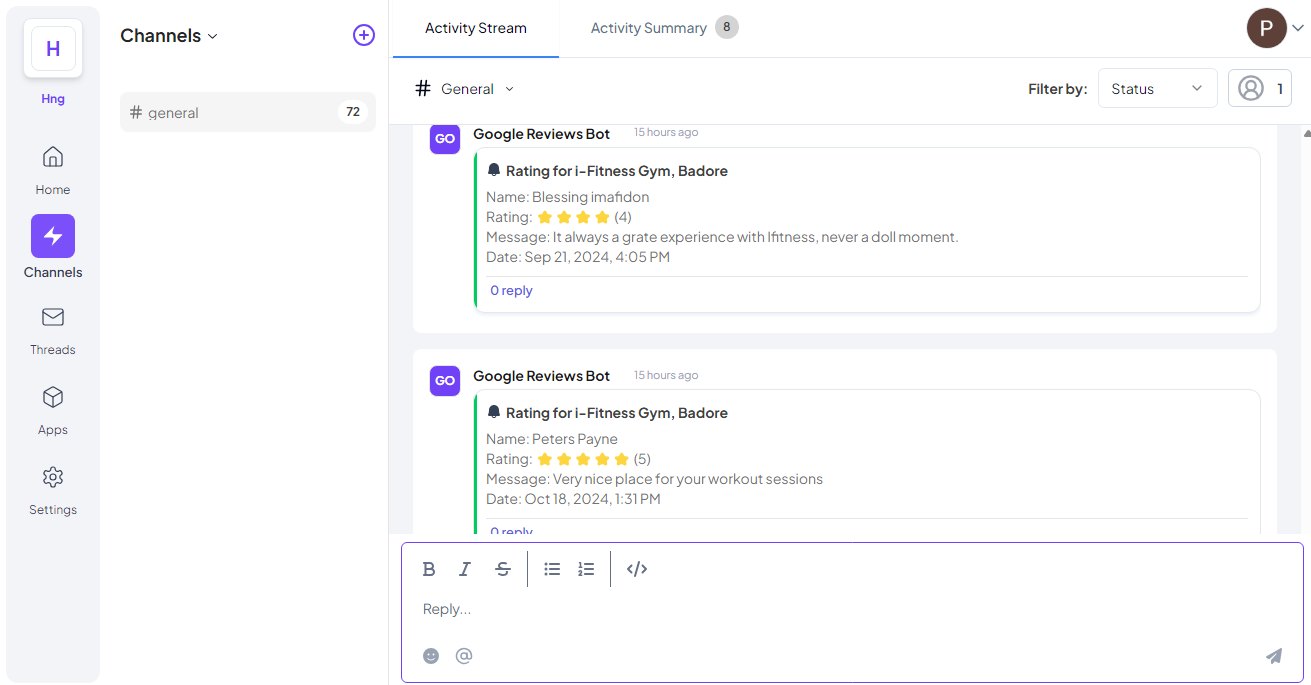 H
Hng
Home
Channels
Threads
Apps
Settings
Channels
# general 72
Activity Stream
Activity Summary 8
P
# General
Filter by: Status 1
GO Google Reviews Bot 15 hours ago
Rating for i-Fitness Gym, Badore
Name: Blessing imafidon
Rating: ⭐⭐⭐⭐ (4)
Message: It always a grate experience with Ifitness, never a doll moment.
Date: Sep 21, 2024, 4:05 PM
0 reply
GO Google Reviews Bot 15 hours ago
Rating for i-Fitness Gym, Badore
Name: Peters Payne
Rating: ⭐⭐⭐⭐⭐ (5)
Message: Very nice place for your workout sessions
Date: Oct 18, 2024, 1:31 PM
0 reply
B I S </>
Reply...
@